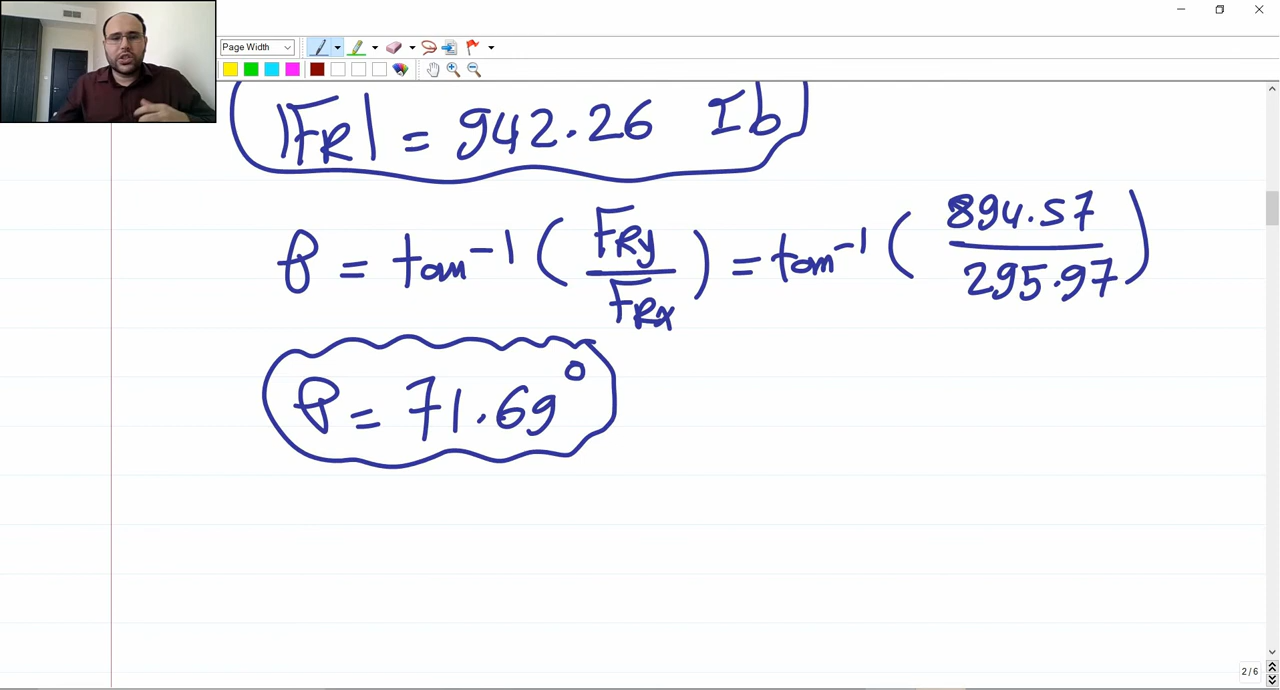 Page Width
|FR| = 942.26 Ib
θ = tan⁻¹ ( FRy / FRx ) = tan⁻¹ ( 894.57 / 295.97 )
θ = 71.69°
2/6